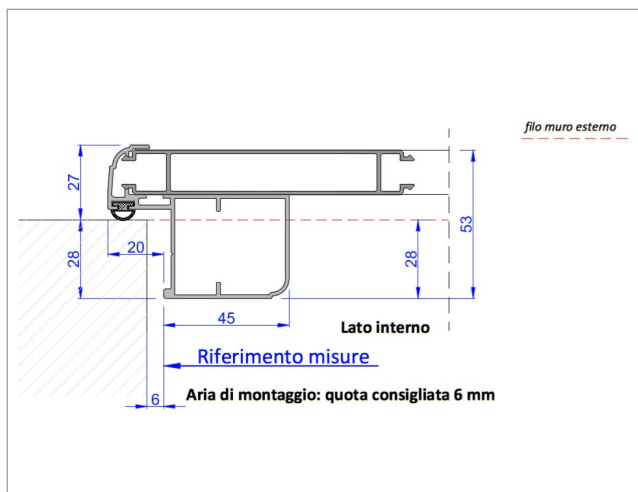 filo muro esterno
27
20
28
53
28
45
Lato interno
Riferimento misure
6
Aria di montaggio: quota consigliata 6 mm